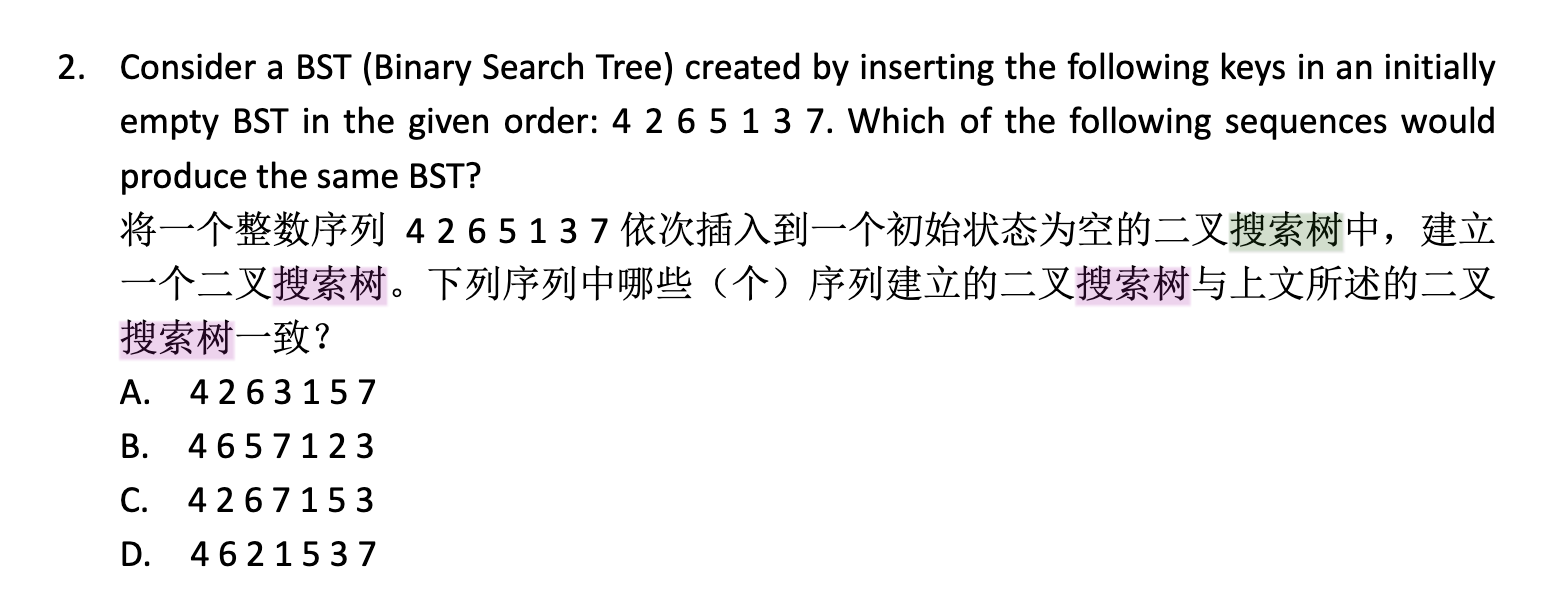 2. Consider a BST (Binary Search Tree) created by inserting the following keys in an initially
empty BST in the given order: 4 2 6 5 1 3 7. Which of the following sequences would
produce the same BST?
将一个整数序列 4 2 6 5 1 3 7 依次插入到一个初始状态为空的二叉搜索树中，建立
一个二叉搜索树。下列序列中哪些（个）序列建立的二叉搜索树与上文所述的二叉
搜索树一致？
A. 4 2 6 3 1 5 7
B. 4 6 5 7 1 2 3
C. 4 2 6 7 1 5 3
D. 4 6 2 1 5 3 7